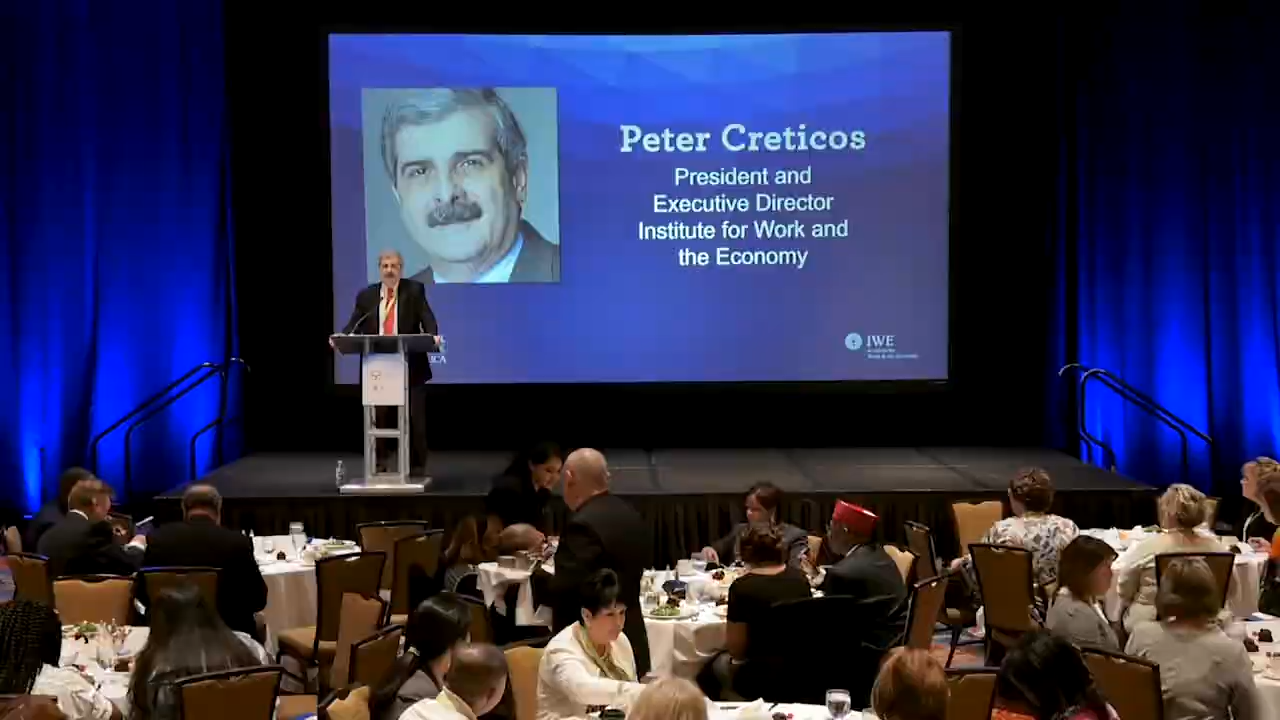 Peter Creticos
President and
Executive Director
Institute for Work and
the Economy
IWE